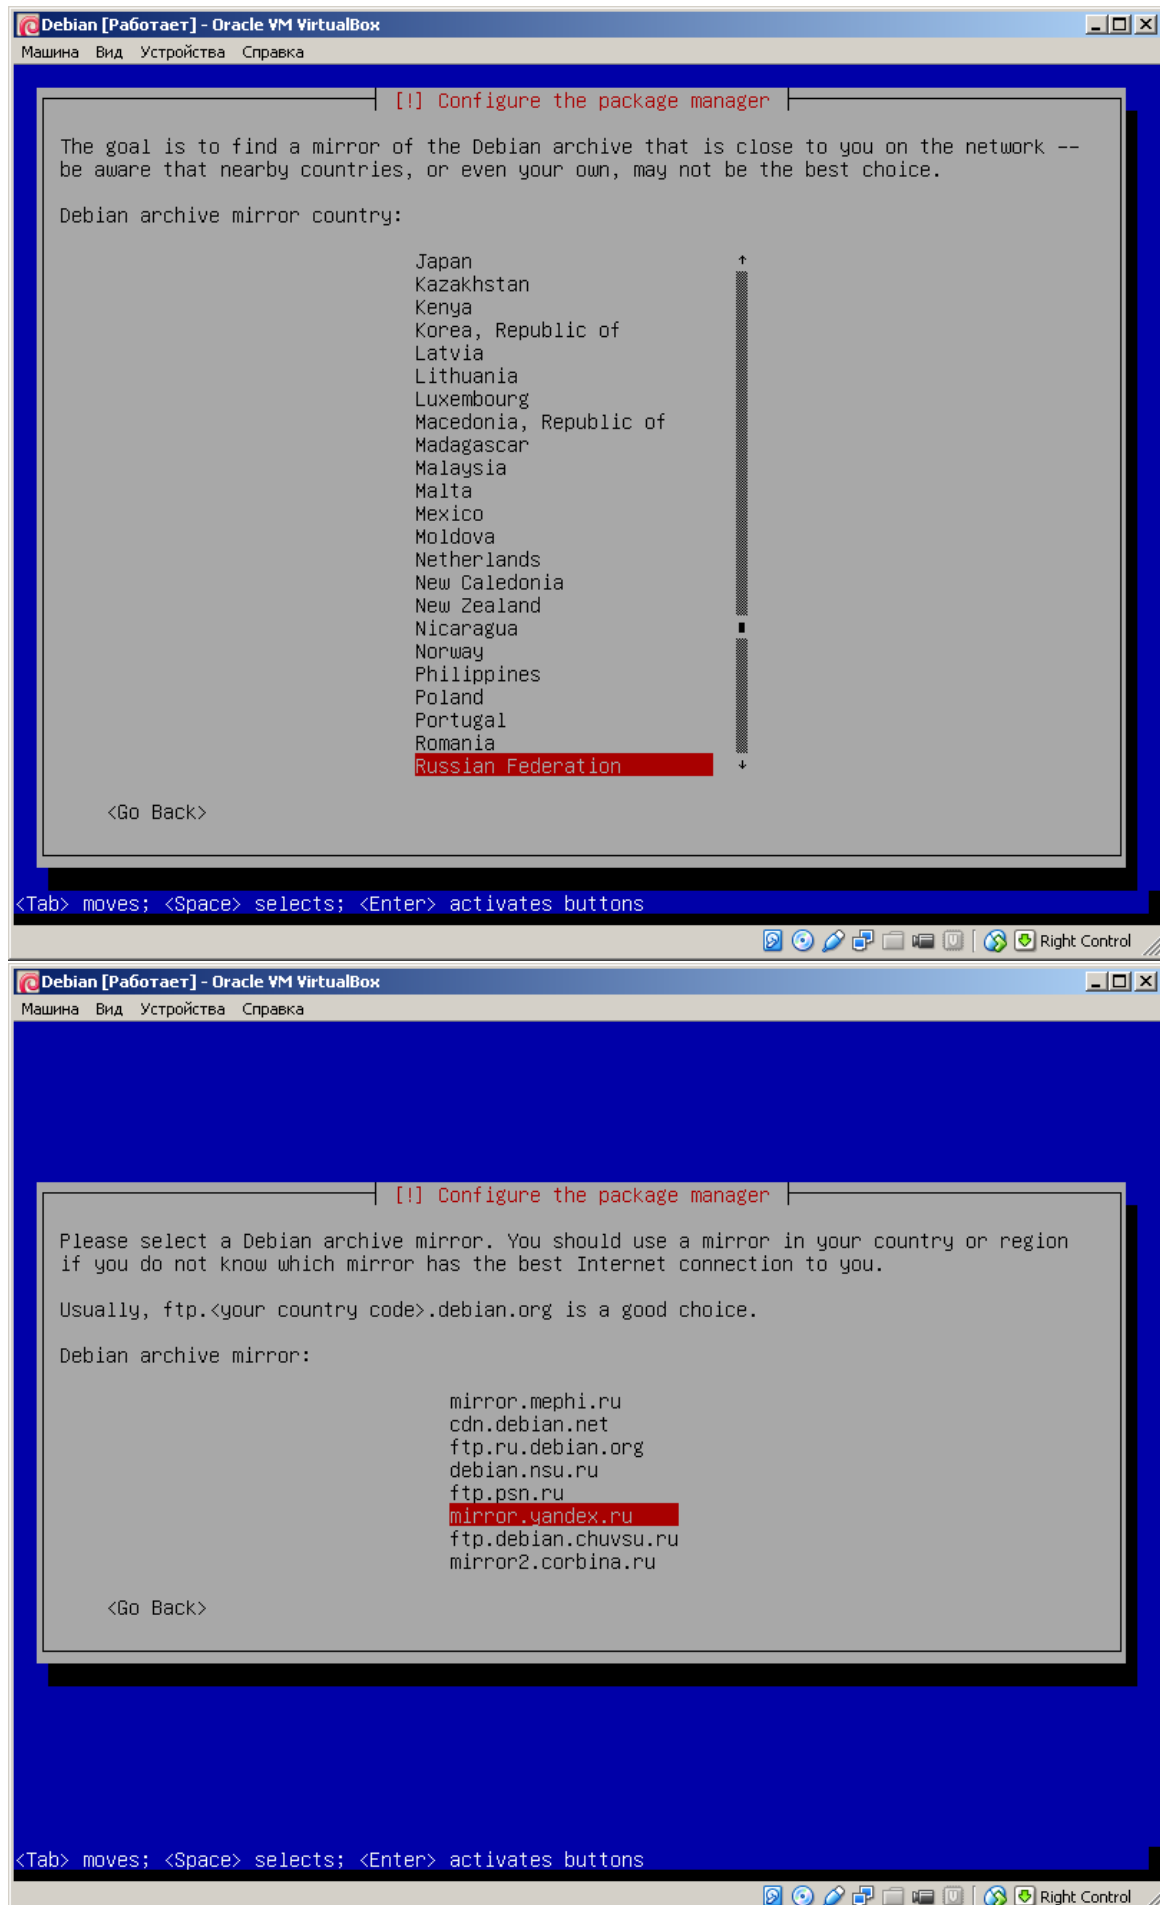 Debian [Работает] - Oracle VM VirtualBox
Машина Вид Устройства Справка
[!] Configure the package manager
The goal is to find a mirror of the Debian archive that is close to you on the network --
be aware that nearby countries, or even your own, may not be the best choice.
Debian archive mirror country:
Japan
Kazakhstan
Kenya
Korea, Republic of
Latvia
Lithuania
Luxembourg
Macedonia, Republic of
Madagascar
Malaysia
Malta
Mexico
Moldova
Netherlands
New Caledonia
New Zealand
Nicaragua
Norway
Philippines
Poland
Portugal
Romania
Russian Federation
<Go Back>
<Tab> moves; <Space> selects; <Enter> activates buttons
Right Control
Debian [Работает] - Oracle VM VirtualBox
Машина Вид Устройства Справка
[!] Configure the package manager
Please select a Debian archive mirror. You should use a mirror in your country or region
if you do not know which mirror has the best Internet connection to you.
Usually, ftp.<your country code>.debian.org is a good choice.
Debian archive mirror:
mirror.mephi.ru
cdn.debian.net
ftp.ru.debian.org
debian.nsu.ru
ftp.psn.ru
mirror.yandex.ru
ftp.debian.chuvsu.ru
mirror2.corbina.ru
<Go Back>
<Tab> moves; <Space> selects; <Enter> activates buttons
Right Control